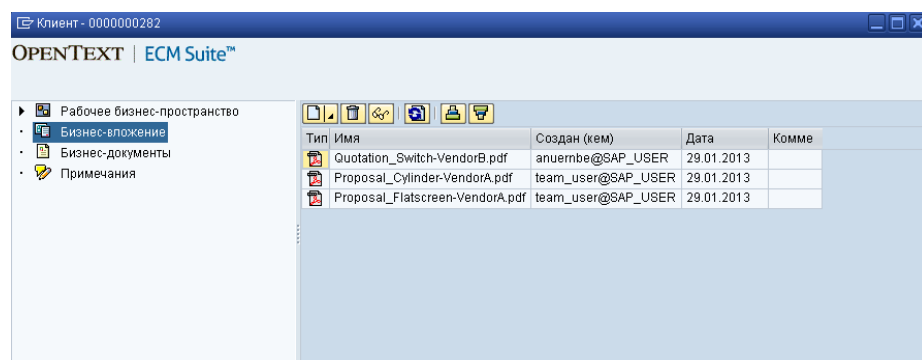 Клиент - 0000000282
OPENTEXT | ECM Suite™
Рабочее бизнес-пространство
Бизнес-вложение
Бизнес-документы
Примечания
Тип Имя Создан (кем) Дата Комме
Quotation_Switch-VendorB.pdf anuernbe@SAP_USER 29.01.2013
Proposal_Cylinder-VendorA.pdf team_user@SAP_USER 29.01.2013
Proposal_Flatscreen-VendorA.pdf team_user@SAP_USER 29.01.2013